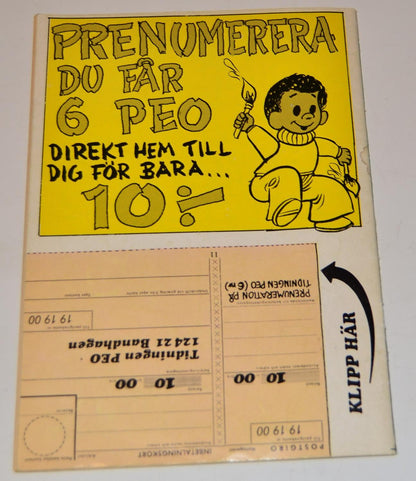 PRENUMERERA
DU FÅR
6 PEO
DIREKT HEM TILL
DIG FÖR BARA...
10:-
KLIPP HÄR
POSTGIRO
INBETALNINGSKORT
19 19 00
10 00
10 00
Tidningen PEO
124 21 Bandhagen
19 19 00
PRENUMERATION PÅ
TIDNINGEN PEO (6 nr)